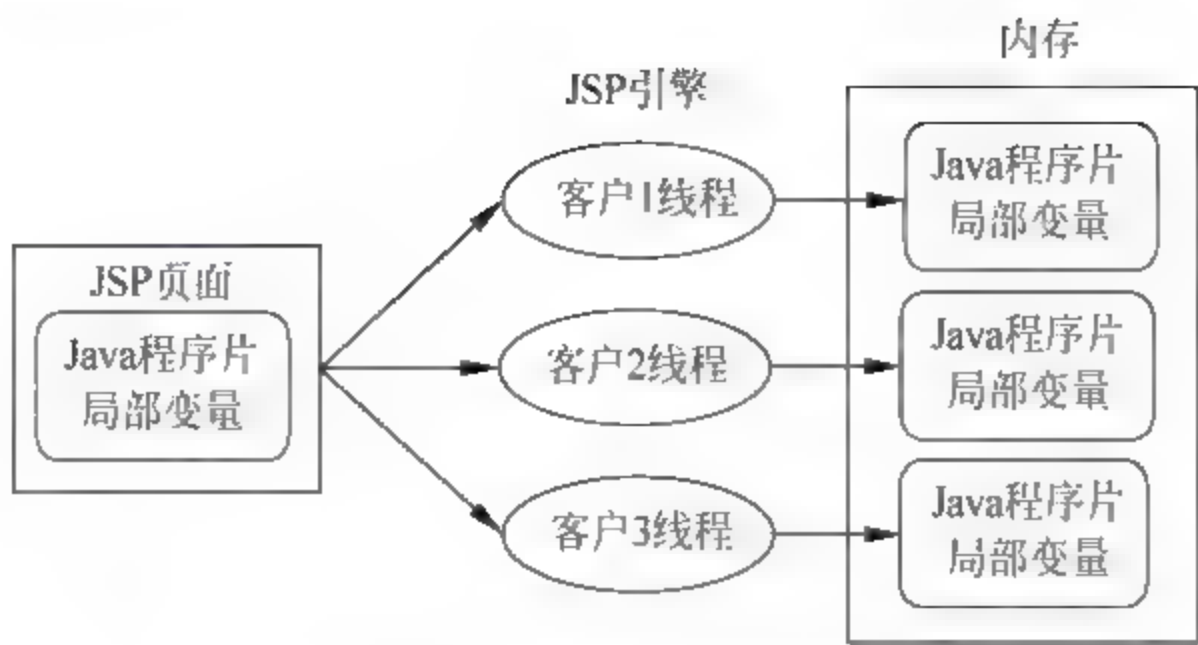 内存
JSP引擎
Java程序片
局部变量
客户1线程
JSP页面
Java程序片
局部变量
客户2线程
Java程序片
局部变量
客户3线程
Java程序片
局部变量